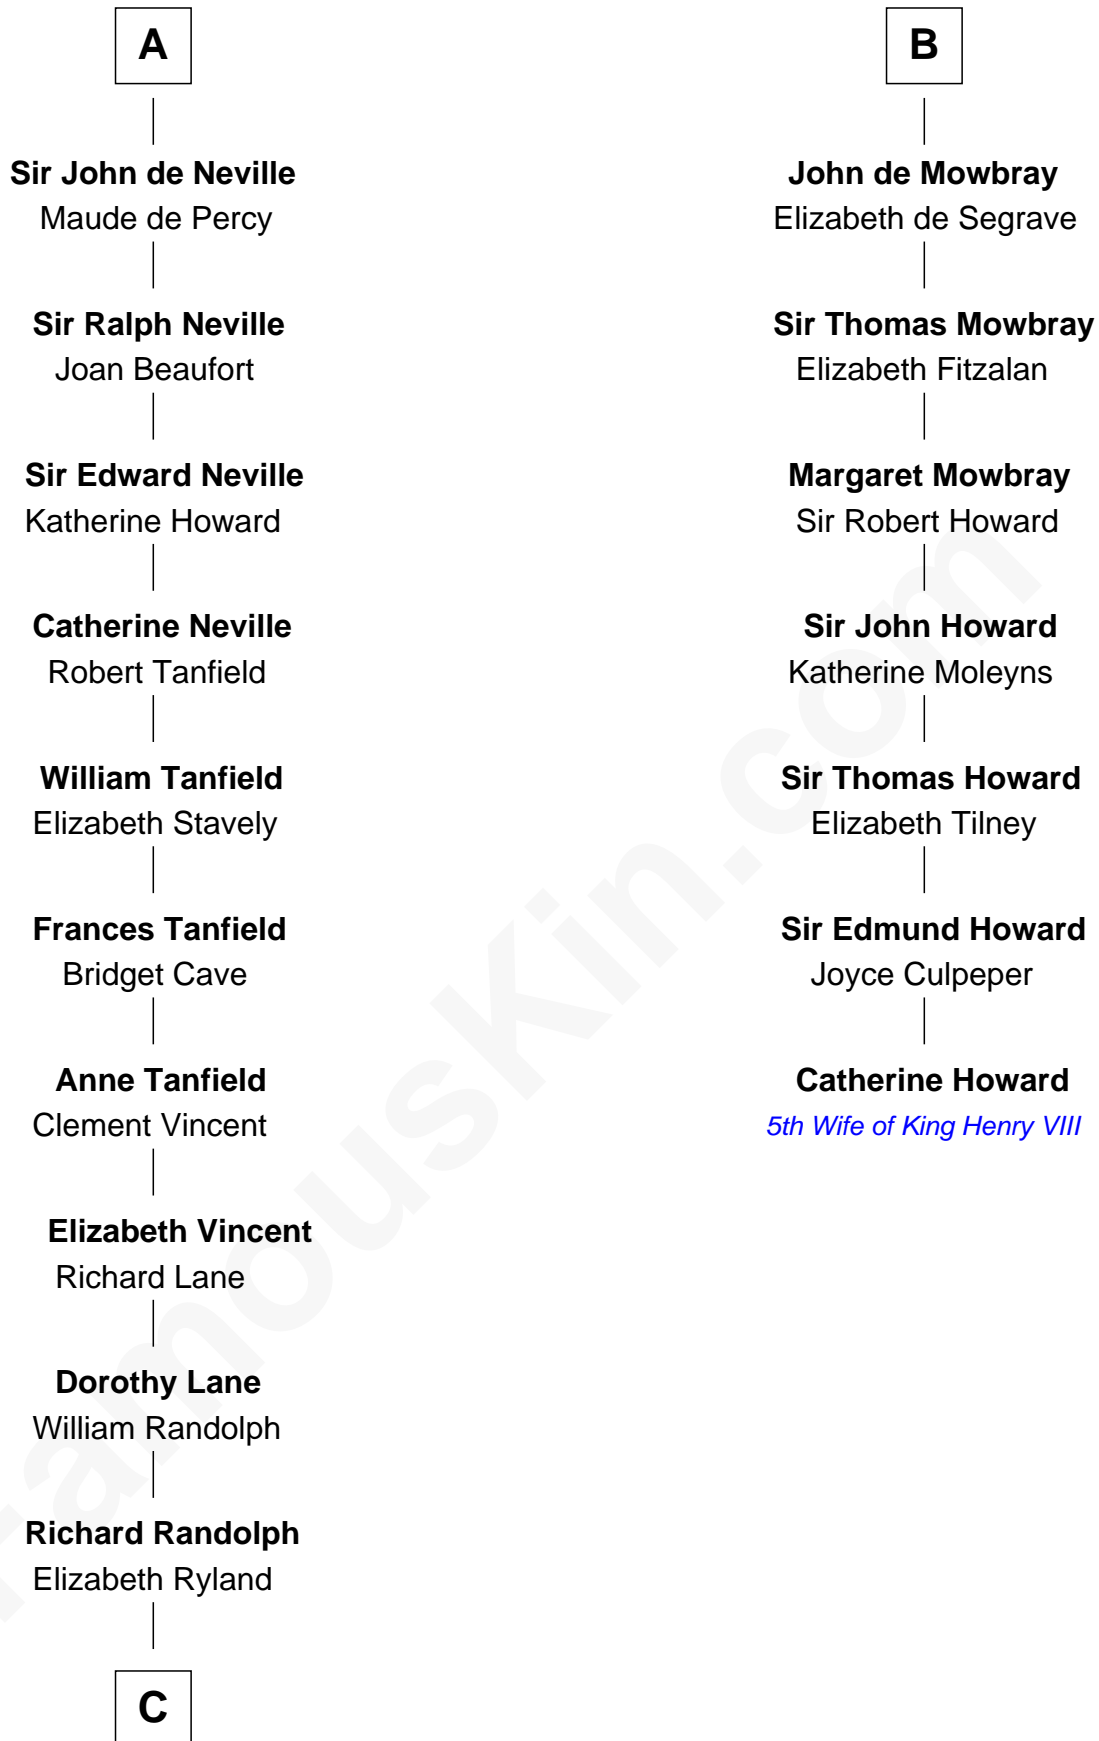 A
Sir John de Neville
Maude de Percy
Sir Ralph Neville
Joan Beaufort
Sir Edward Neville
Katherine Howard
Catherine Neville
Robert Tanfield
William Tanfield
Elizabeth Stavely
Frances Tanfield
Bridget Cave
Anne Tanfield
Clement Vincent
Elizabeth Vincent
Richard Lane
Dorothy Lane
William Randolph
Richard Randolph
Elizabeth Ryland
C
B
John de Mowbray
Elizabeth de Segrave
Sir Thomas Mowbray
Elizabeth Fitzalan
Margaret Mowbray
Sir Robert Howard
Sir John Howard
Katherine Moleyns
Sir Thomas Howard
Elizabeth Tilney
Sir Edmund Howard
Joyce Culpeper
Catherine Howard
5th Wife of King Henry VIII
FamousKin.com